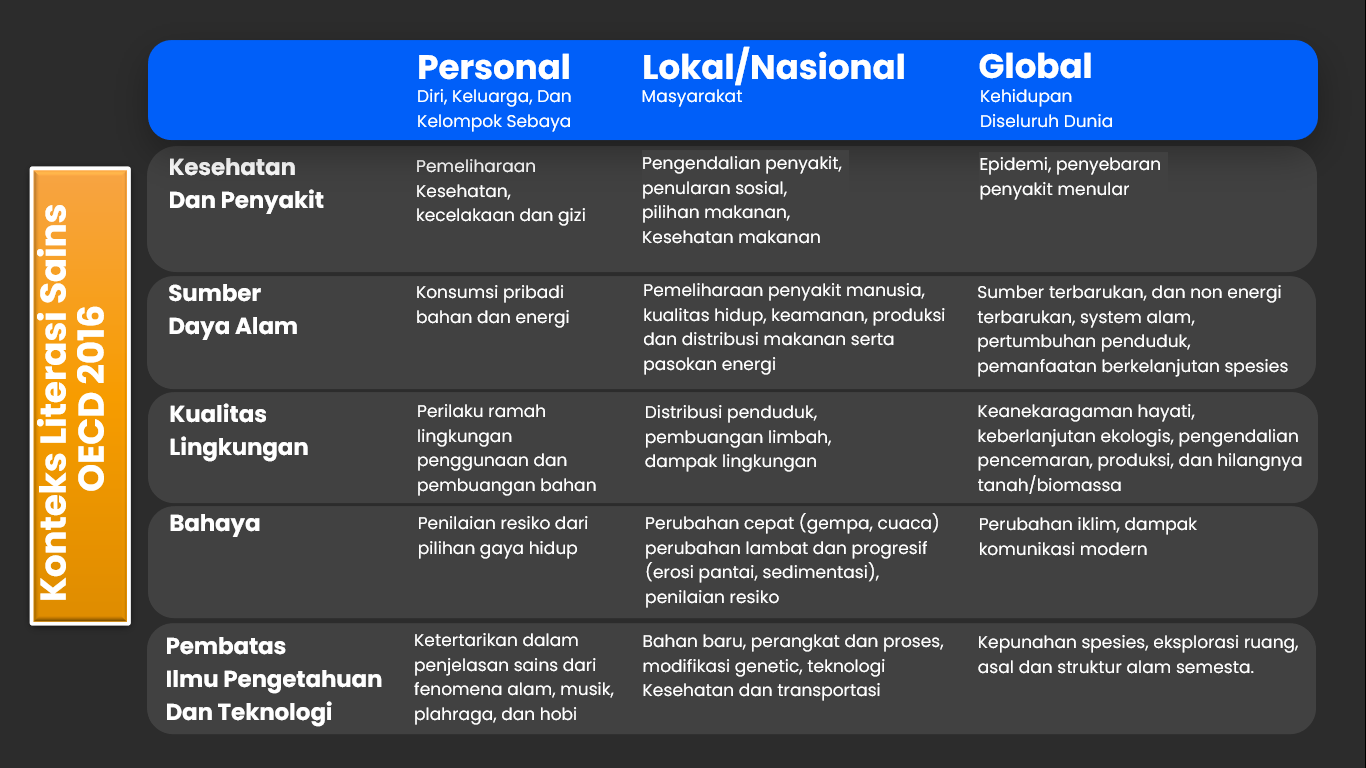 Konteks Literasi Sains
OECD 2016
Personal
Diri, Keluarga, Dan
Kelompok Sebaya
Lokal/Nasional
Masyarakat
Global
Kehidupan
Diseluruh Dunia
Kesehatan
Dan Penyakit
Pemeliharaan
Kesehatan,
kecelakaan dan gizi
Pengendalian penyakit,
penularan sosial,
pilihan makanan,
Kesehatan makanan
Epidemi, penyebaran
penyakit menular
Sumber
Daya Alam
Konsumsi pribadi
bahan dan energi
Pemeliharaan penyakit manusia,
kualitas hidup, keamanan, produksi
dan distribusi makanan serta
pasokan energi
Sumber terbarukan, dan non energi
terbarukan, system alam,
pertumbuhan penduduk,
pemanfaatan berkelanjutan spesies
Kualitas
Lingkungan
Perilaku ramah
lingkungan
penggunaan dan
pembuangan bahan
Distribusi penduduk,
pembuangan limbah,
dampak lingkungan
Keanekaragaman hayati,
keberlanjutan ekologis, pengendalian
pencemaran, produksi, dan hilangnya
tanah/biomassa
Bahaya
Penilaian resiko dari
pilihan gaya hidup
Perubahan cepat (gempa, cuaca)
perubahan lambat dan progresif
(erosi pantai, sedimentasi),
penilaian resiko
Perubahan iklim, dampak
komunikasi modern
Pembatas
Ilmu Pengetahuan
Dan Teknologi
Ketertarikan dalam
penjelasan sains dari
fenomena alam, musik,
plahraga, dan hobi
Bahan baru, perangkat dan proses,
modifikasi genetic, teknologi
Kesehatan dan transportasi
Kepunahan spesies, eksplorasi ruang,
asal dan struktur alam semesta.